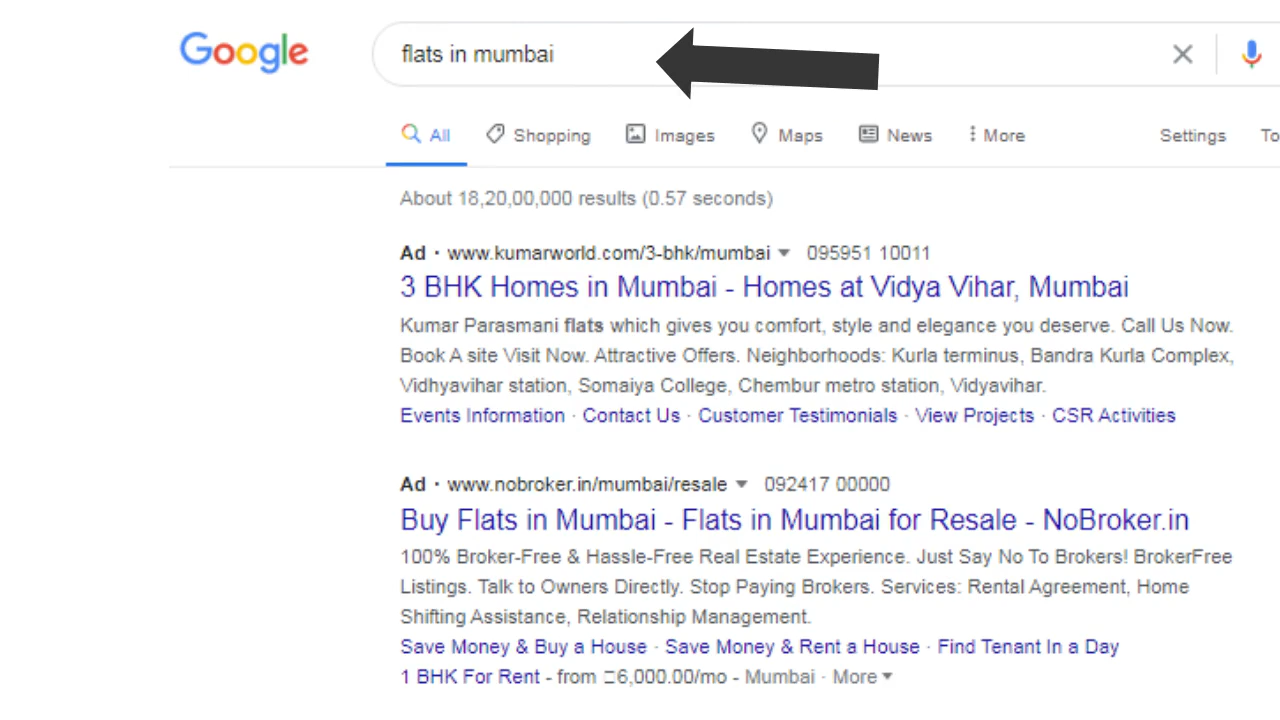 Google
flats in mumbai
All Shopping Images Maps News More Settings To
About 18,20,00,000 results (0.57 seconds)
Ad · www.kumarworld.com/3-bhk/mumbai 095951 10011
3 BHK Homes in Mumbai - Homes at Vidya Vihar, Mumbai
Kumar Parasmani flats which gives you comfort, style and elegance you deserve. Call Us Now.
Book A site Visit Now. Attractive Offers. Neighborhoods: Kurla terminus, Bandra Kurla Complex,
Vidhyavihar station, Somaiya College, Chembur metro station, Vidyavihar.
Events Information · Contact Us · Customer Testimonials · View Projects · CSR Activities
Ad · www.nobroker.in/mumbai/resale 092417 00000
Buy Flats in Mumbai - Flats in Mumbai for Resale - NoBroker.in
100% Broker-Free & Hassle-Free Real Estate Experience. Just Say No To Brokers! BrokerFree
Listings. Talk to Owners Directly. Stop Paying Brokers. Services: Rental Agreement, Home
Shifting Assistance, Relationship Management.
Save Money & Buy a House · Save Money & Rent a House · Find Tenant In a Day
1 BHK For Rent - from □6,000.00/mo - Mumbai · More